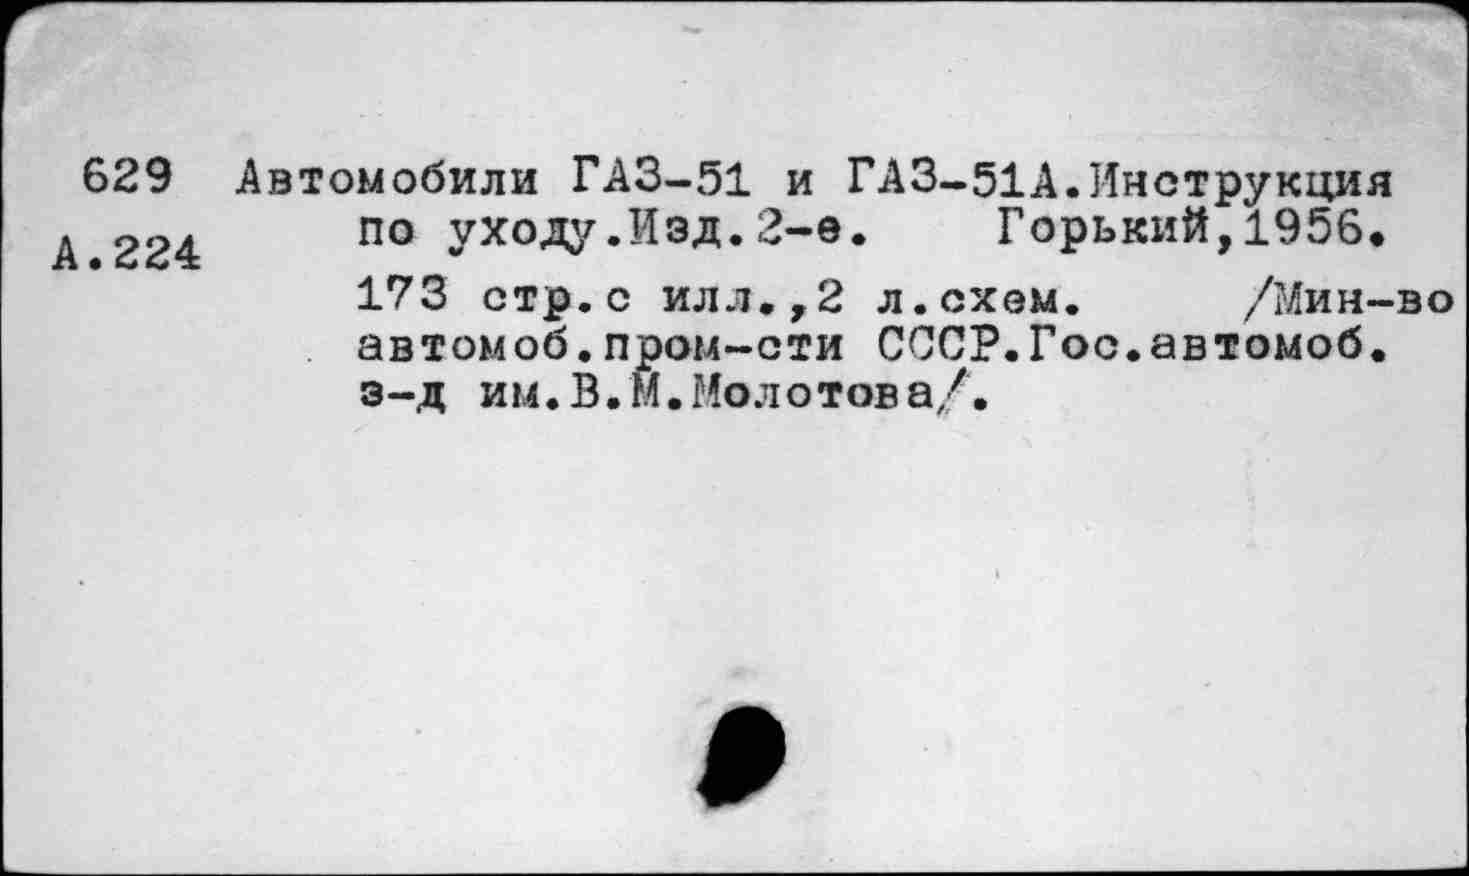 629 Автомобили ГАЗ-51 и ГАЗ-51А.Инструкция
А.224 по уходу.Изд.2-е. Горький,1956.
173 стр.с илл.,2 л.схем. /Мин-во
автомоб.пром-сти СССР.Гос.автомоб.
з-д им.В.М.Молотова/.